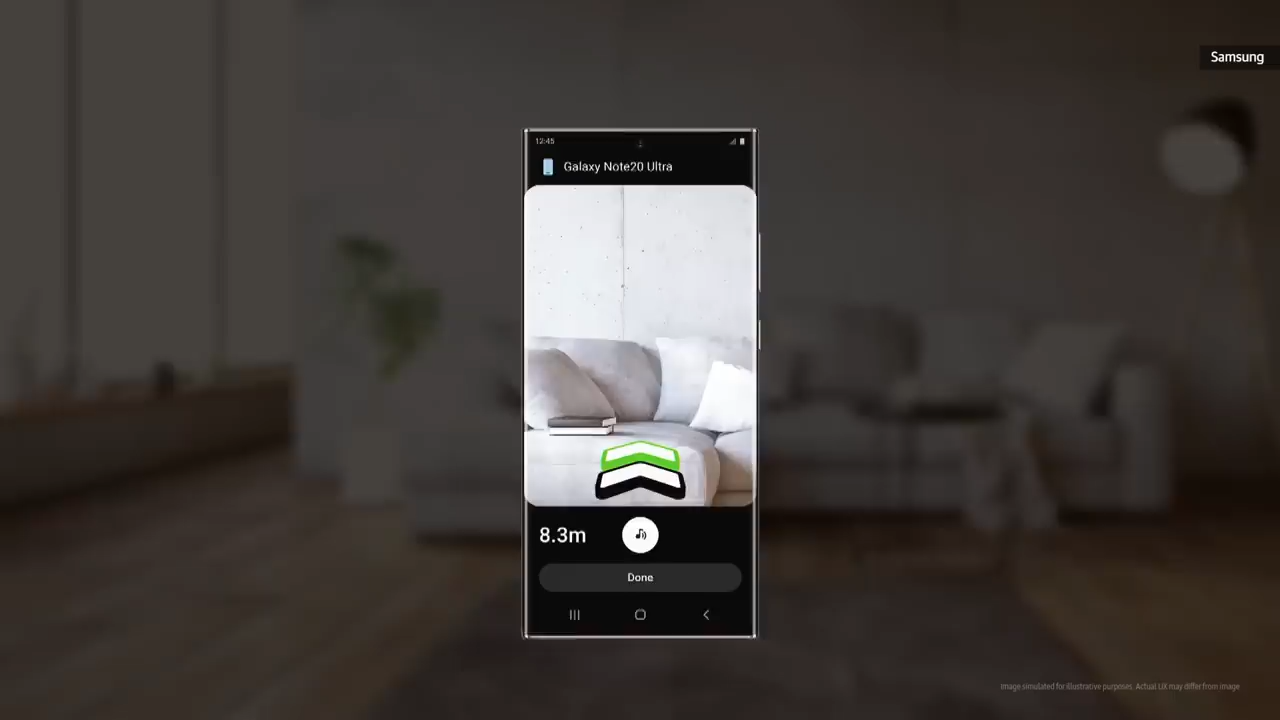 Samsung
12:45
Galaxy Note20 Ultra
8.3m
Done
Image simulated for illustrative purposes. Actual UX may differ from image